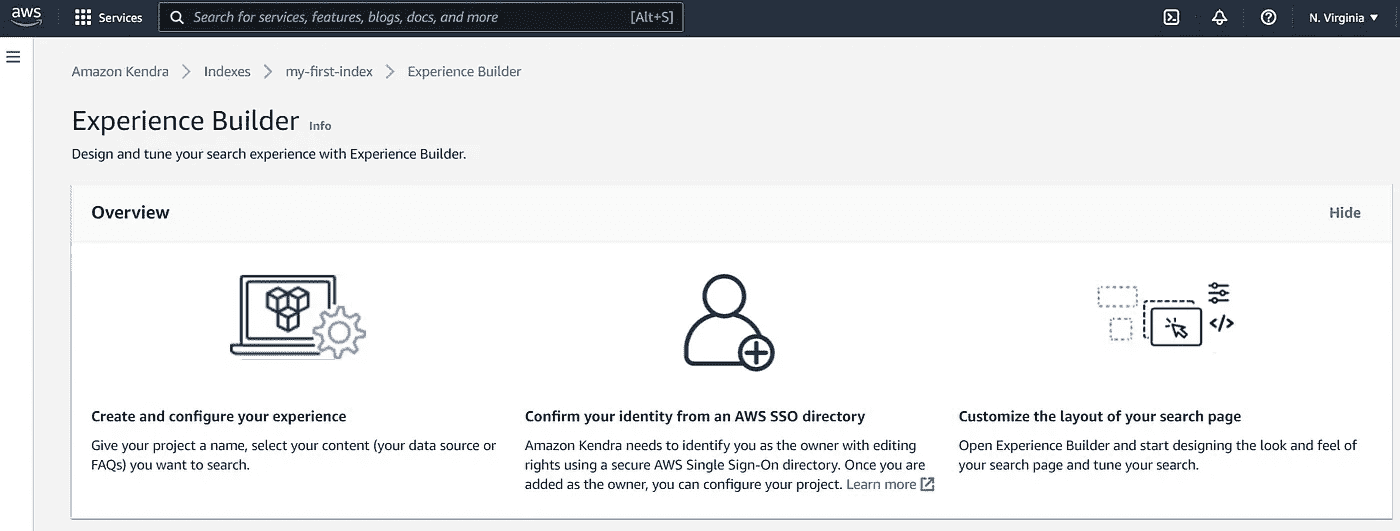 aws Services Search for services, features, blogs, docs, and more [Alt+S] N. Virginia
Amazon Kendra Indexes my-first-index Experience Builder
Experience Builder Info
Design and tune your search experience with Experience Builder.
Overview Hide
Create and configure your experience
Give your project a name, select your content (your data source or
FAQs) you want to search.
Confirm your identity from an AWS SSO directory
Amazon Kendra needs to identify you as the owner with editing
rights using a secure AWS Single Sign-On directory. Once you are
added as the owner, you can configure your project. Learn more
Customize the layout of your search page
Open Experience Builder and start designing the look and feel of
your search page and tune your search.